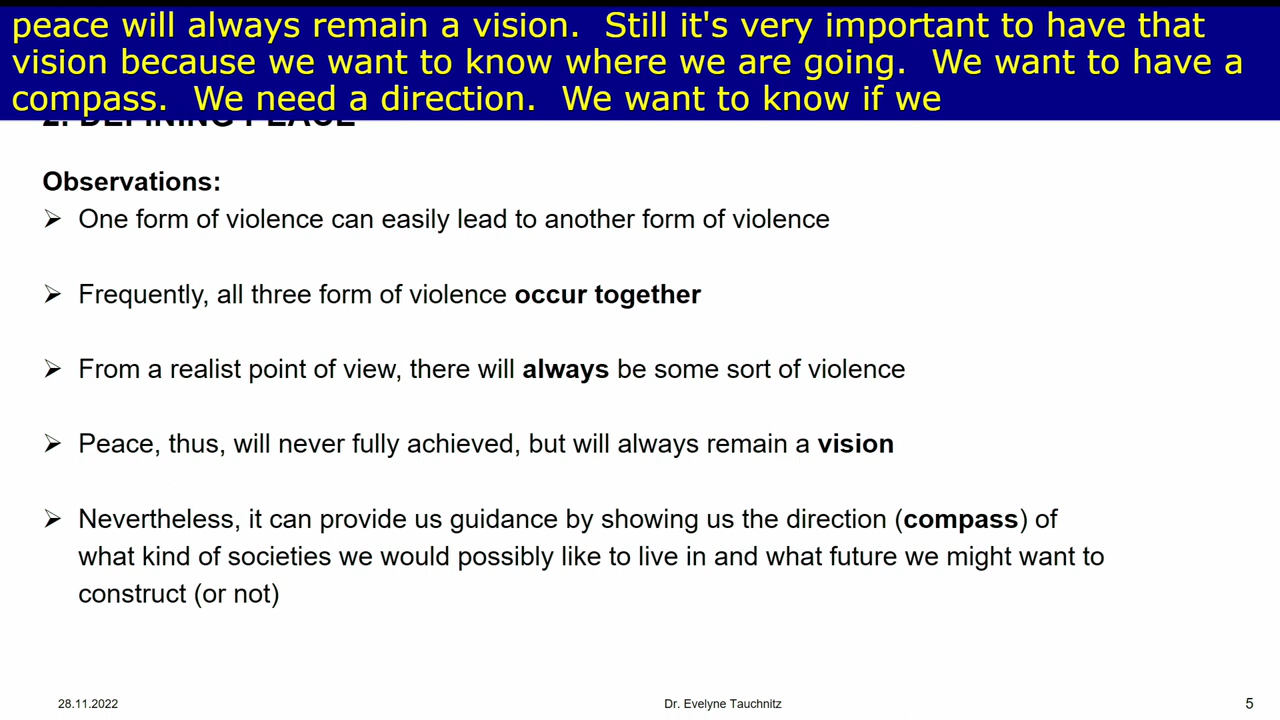 peace will always remain a vision.  Still it's very important to have that
vision because we want to know where we are going.  We want to have a
compass.  We need a direction.  We want to know if we
2. DEFINING PEACE
Observations:
➢ One form of violence can easily lead to another form of violence
➢ Frequently, all three form of violence occur together
➢ From a realist point of view, there will always be some sort of violence
➢ Peace, thus, will never fully achieved, but will always remain a vision
➢ Nevertheless, it can provide us guidance by showing us the direction (compass) of
what kind of societies we would possibly like to live in and what future we might want to
construct (or not)
28.11.2022
Dr. Evelyne Tauchnitz
5